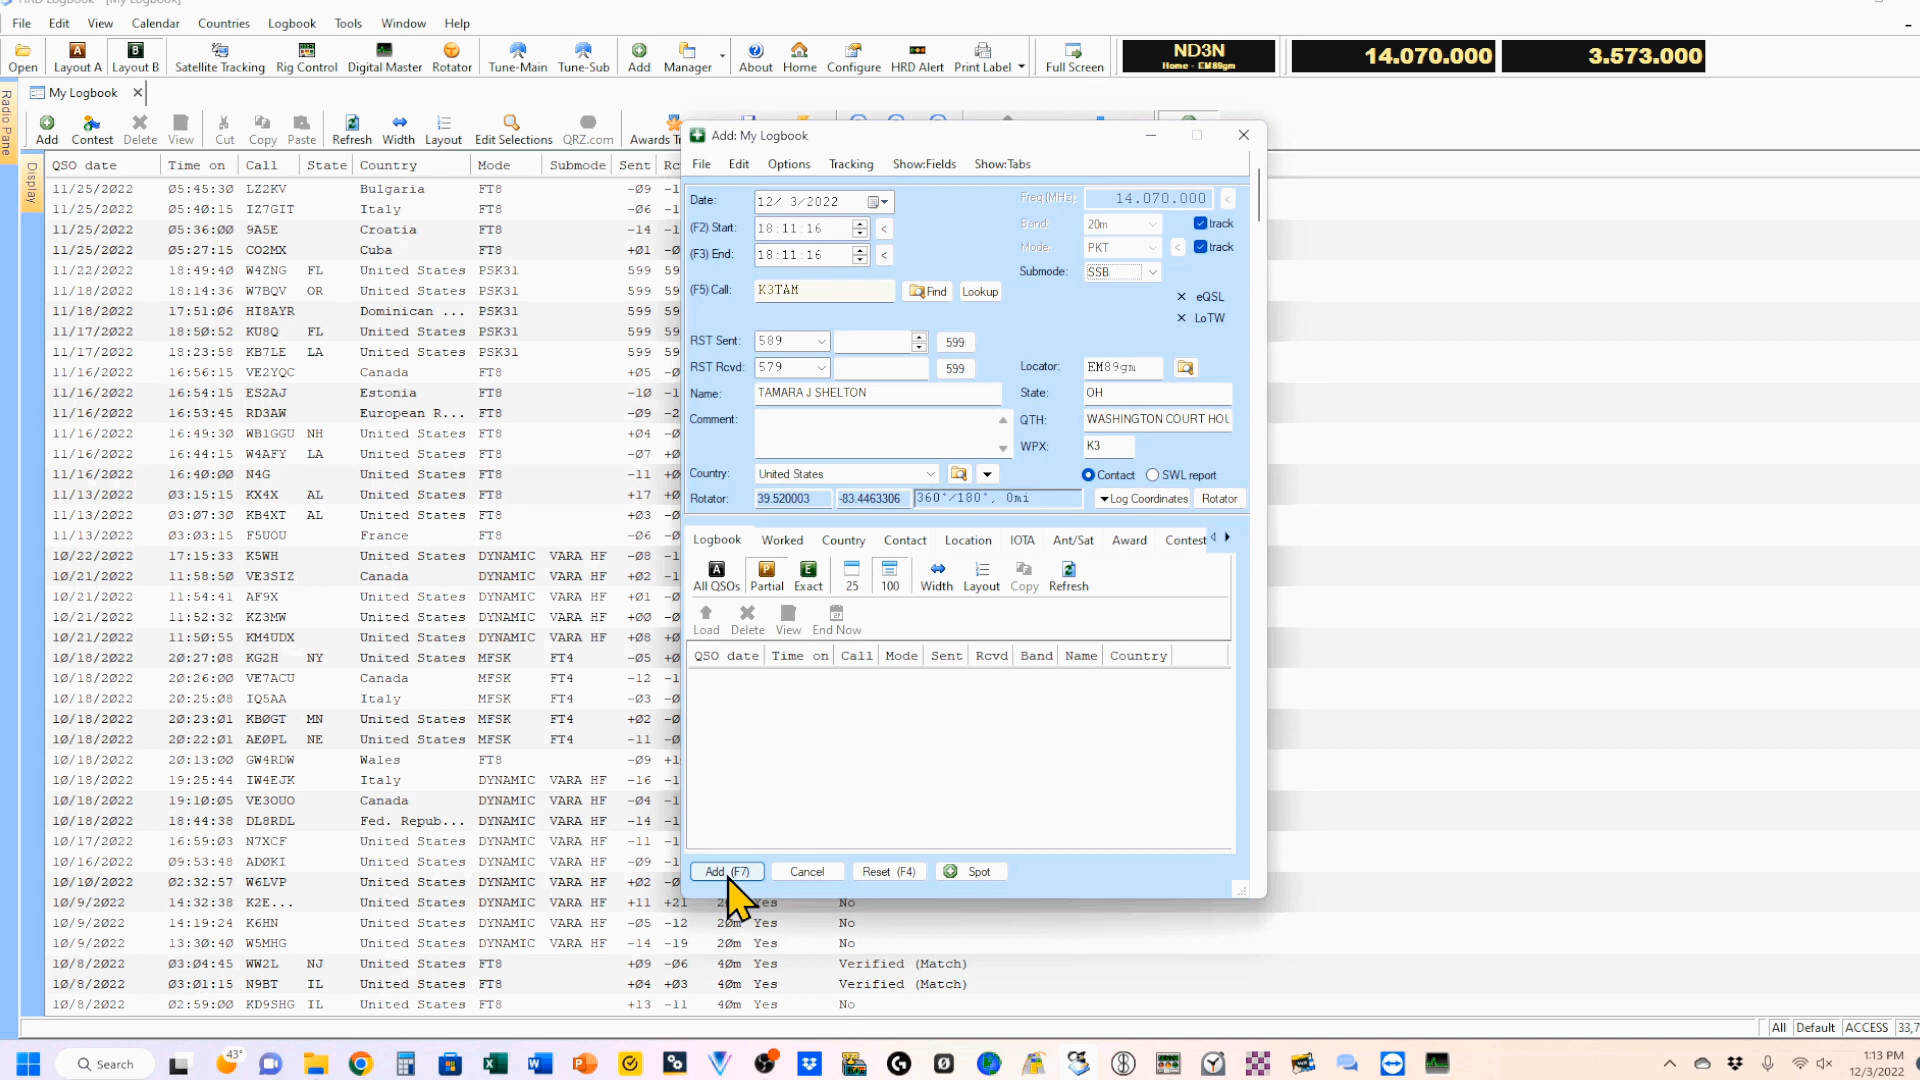 HRD Logbook - [My Logbook]
File Edit View Calendar Countries Logbook Tools Window Help
Open Layout A Layout B Satellite Tracking Rig Control Digital Master Rotator Tune-Main Tune-Sub Add Manager About Home Configure HRD Alert Print Label Full Screen
ND3N
Home - EM89gm
14.070.000 3.573.000
Radio Pane
My Logbook
Add Contest Delete View Cut Copy Paste Refresh Width Layout Edit Selections QRZ.com
Display
QSO date Time on Call State Country Mode Submode Sent
11/25/2022 05:45:30 LZ2KV Bulgaria FT8 -09
11/25/2022 05:40:15 IZ7GIT Italy FT8 -06
11/25/2022 05:36:00 9A5E Croatia FT8 -14
11/25/2022 05:27:15 CO2MX Cuba FT8 +01
11/22/2022 18:49:40 W4ZNG FL United States PSK31 599
11/22/2022 18:14:36 W7BQV OR United States PSK31 599
11/18/2022 17:51:06 HI8AYR Dominican ... PSK31 599
11/17/2022 18:50:52 KU8Q FL United States PSK31 599
11/17/2022 18:23:58 KB7LE LA United States PSK31 599
11/16/2022 16:56:15 VE2YQC Canada FT8 +05
11/16/2022 16:54:15 ES2AJ Estonia FT8 -10
11/16/2022 16:53:45 RD3AW European R... FT8 -09
11/16/2022 16:49:30 WB1GGU NH United States FT8 +04
11/16/2022 16:44:15 W4AFY LA United States FT8 -07
11/16/2022 16:40:00 N4G United States FT8 -11
11/13/2022 03:15:15 KX4X AL United States FT8 +17
11/13/2022 03:07:30 KB4XT AL United States FT8 +03
11/13/2022 03:03:15 F5UOU France FT8 -06
10/22/2022 17:15:33 K5WH United States DYNAMIC VARA HF -08
10/21/2022 11:58:50 VE3SIZ Canada DYNAMIC VARA HF +02
10/21/2022 11:54:41 AF9X United States DYNAMIC VARA HF +01
10/21/2022 11:52:32 KZ3MW United States DYNAMIC VARA HF +00
10/21/2022 11:50:55 KM4UDX United States DYNAMIC VARA HF +08
10/18/2022 20:27:08 KG2H NY United States MFSK FT4 -05
10/18/2022 20:26:00 VE7ACU Canada MFSK FT4 -12
10/18/2022 20:25:08 IQ5AA Italy MFSK FT4 -03
10/18/2022 20:23:01 KB0GT MN United States MFSK FT4 +02
10/18/2022 20:22:01 AE0PL NE United States MFSK FT4 -11
10/18/2022 20:13:00 GW4RDW Wales FT8 -09
10/18/2022 19:25:44 IW4EJK Italy DYNAMIC VARA HF -16
10/18/2022 19:10:05 VE3OUO Canada DYNAMIC VARA HF -04
10/18/2022 18:44:38 DL8RDL Fed. Repub... DYNAMIC VARA HF -14
10/17/2022 16:59:03 N7XCF United States DYNAMIC VARA HF -11
10/16/2022 09:53:48 AD0KI United States DYNAMIC VARA HF -09
10/10/2022 02:32:57 W6LVP United States DYNAMIC VARA HF +02
10/9/2022 14:32:38 K2E... United States DYNAMIC VARA HF +11 +21 Yes No
10/9/2022 14:19:24 K6HN United States DYNAMIC VARA HF -05 -12 20m Yes No
10/9/2022 13:30:40 W5MHG United States DYNAMIC VARA HF -14 -19 20m Yes No
10/8/2022 03:04:45 WW2L NJ United States FT8 +09 -06 40m Yes Verified (Match)
10/8/2022 03:01:15 N9BT IL United States FT8 +04 +03 40m Yes Verified (Match)
10/8/2022 02:59:00 KD9SHG IL United States FT8 +13 -11 40m Yes No
Add: My Logbook
File Edit Options Tracking Show:Fields Show:Tabs
Date: 12/ 3/2022 Freq (MHz): 14.070.000 <
(F2) Start: 18:11:16 < Band: 20m track
(F3) End: 18:11:16 < Mode: PKT < track
Submode: SSB
(F5) Call: K3TAM Find Lookup
× eQSL
× LoTW
RST Sent: 589 599
RST Rcvd: 579 599 Locator: EM89gm
Name: TAMARA J SHELTON State: OH
Comment: QTH: WASHINGTON COURT HOU
WPX: K3
Country: United States Contact SWL report
Rotator: 39.520003 -83.4463306 360°/180°, 0mi Log Coordinates Rotator
Logbook Worked Country Contact Location IOTA Ant/Sat Award Contest
All QSOs Partial Exact 25 100 Width Layout Copy Refresh
Load Delete View End Now
QSO date Time on Call Mode Sent Rcvd Band Name Country
Add (F7) Cancel Reset (F4) Spot
All Default ACCESS
43° Search
1:13 PM
12/3/2022